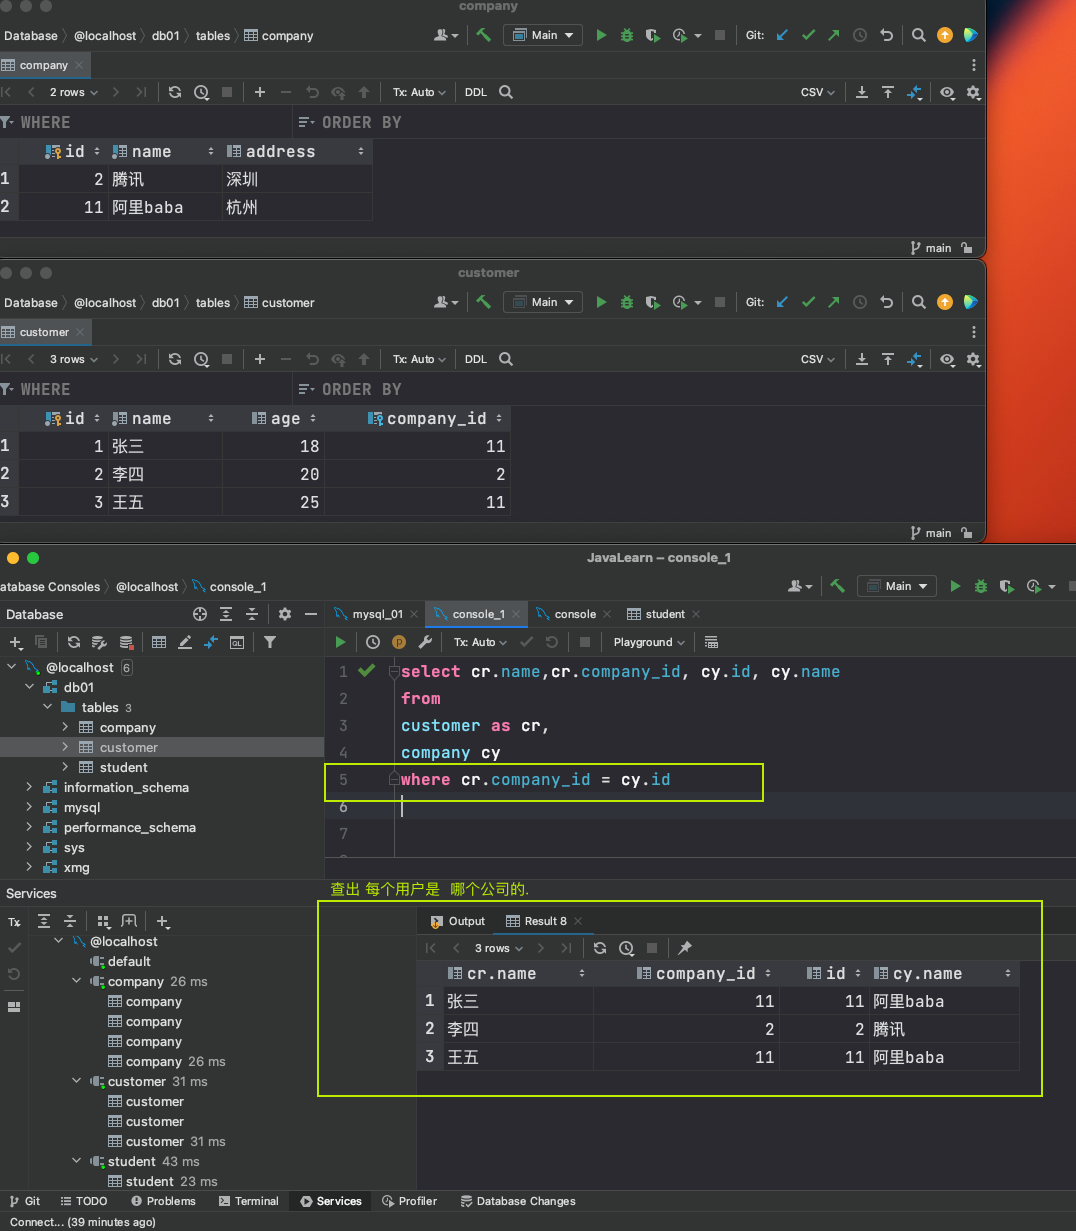 company
Database @localhost db01 tables company Main Git:
company
2 rows Tx: Auto DDL CSV
WHERE ORDER BY
id name address
1 2 腾讯 深圳
2 11 阿里baba 杭州
main
customer
Database @localhost db01 tables customer Main Git:
customer
3 rows Tx: Auto DDL CSV
WHERE ORDER BY
id name age company_id
1 1 张三 18 11
2 2 李四 20 2
3 3 王五 25 11
main
JavaLearn – console_1
atabase Consoles @localhost console_1 Main
Database
mysql_01 console_1 console student
QL
Tx: Auto Playground
@localhost 6
db01
tables 3
company
customer
student
information_schema
mysql
performance_schema
sys
xmg
1 select cr.name,cr.company_id, cy.id, cy.name
2 from
3 customer as cr,
4 company cy
5 where cr.company_id = cy.id
6
7
查出 每个用户是 哪个公司的.
Services
Tx
@localhost
default
company 26 ms
company
company
company
company 26 ms
customer 31 ms
customer
customer
customer 31 ms
student 43 ms
student 23 ms
Output Result 8
3 rows
cr.name company_id id cy.name
1 张三 11 11 阿里baba
2 李四 2 2 腾讯
3 王五 11 11 阿里baba
Git TODO Problems Terminal Services Profiler Database Changes
Connect... (39 minutes ago)